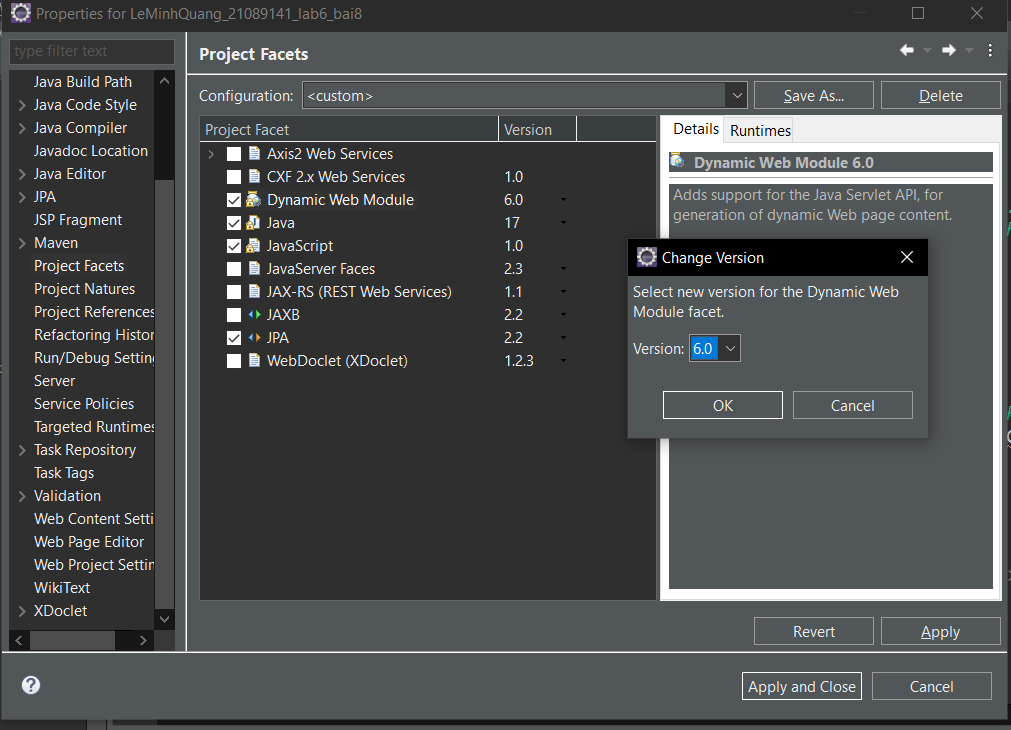 Properties for LeMinhQuang_21089141_lab6_bai8
type filter text
Java Build Path
Java Code Style
Java Compiler
Javadoc Location
Java Editor
JPA
JSP Fragment
Maven
Project Facets
Project Natures
Project References
Refactoring Histor
Run/Debug Setting
Server
Service Policies
Targeted Runtimes
Task Repository
Task Tags
Validation
Web Content Setti
Web Page Editor
Web Project Settin
WikiText
XDoclet
Project Facets
Configuration: <custom> Save As... Delete
Project Facet Version
Axis2 Web Services
CXF 2.x Web Services 1.0
Dynamic Web Module 6.0
Java 17
JavaScript 1.0
JavaServer Faces 2.3
JAX-RS (REST Web Services) 1.1
JAXB 2.2
JPA 2.2
WebDoclet (XDoclet) 1.2.3
Details Runtimes
Dynamic Web Module 6.0
Adds support for the Java Servlet API, for
generation of dynamic Web page content.
Change Version
Select new version for the Dynamic Web
Module facet.
Version: 6.0
OK Cancel
Revert Apply
Apply and Close Cancel